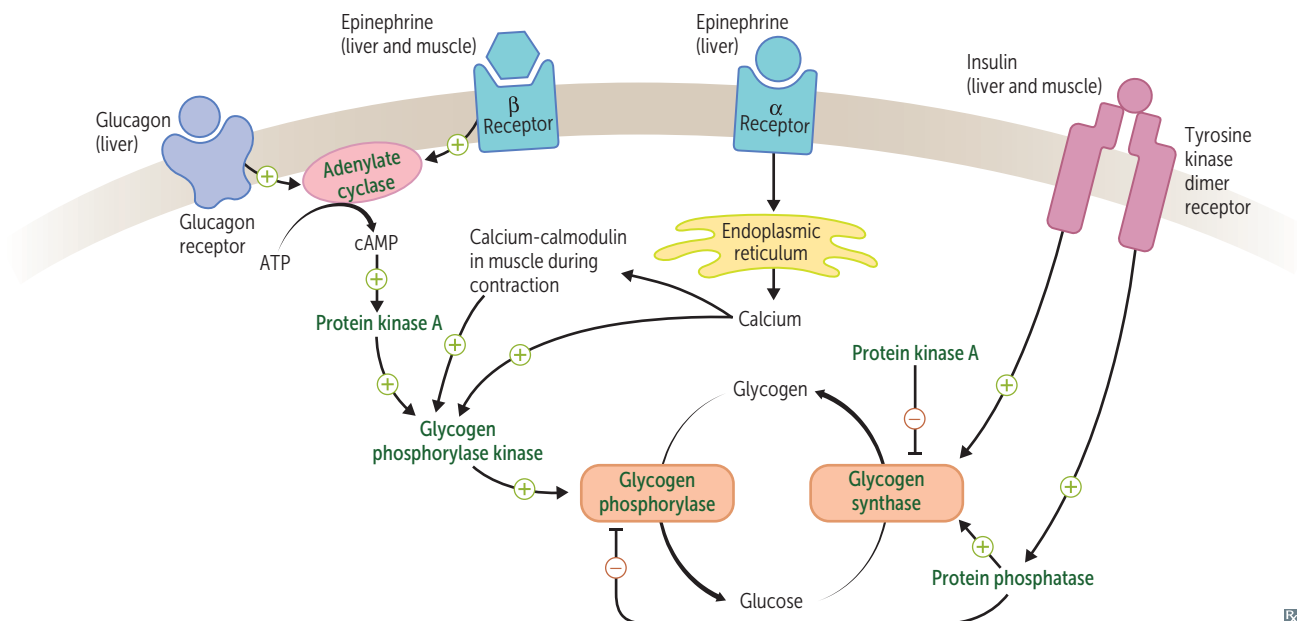 Epinephrine
(liver and muscle)
Epinephrine
(liver)
Insulin
(liver and muscle)
Glucagon
(liver)
β
Receptor
α
Receptor
Tyrosine
kinase
dimer
receptor
+
+
Adenylate
cyclase
Glucagon
receptor
ATP
cAMP
Calcium-calmodulin
in muscle during
contraction
Endoplasmic
reticulum
+
Protein kinase A
Calcium
+
+
+
Protein kinase A
+
−
Glycogen
Glycogen
phosphorylase kinase
+
Glycogen
phosphorylase
Glycogen
synthase
+
+
−
Protein phosphatase
Glucose
Rx